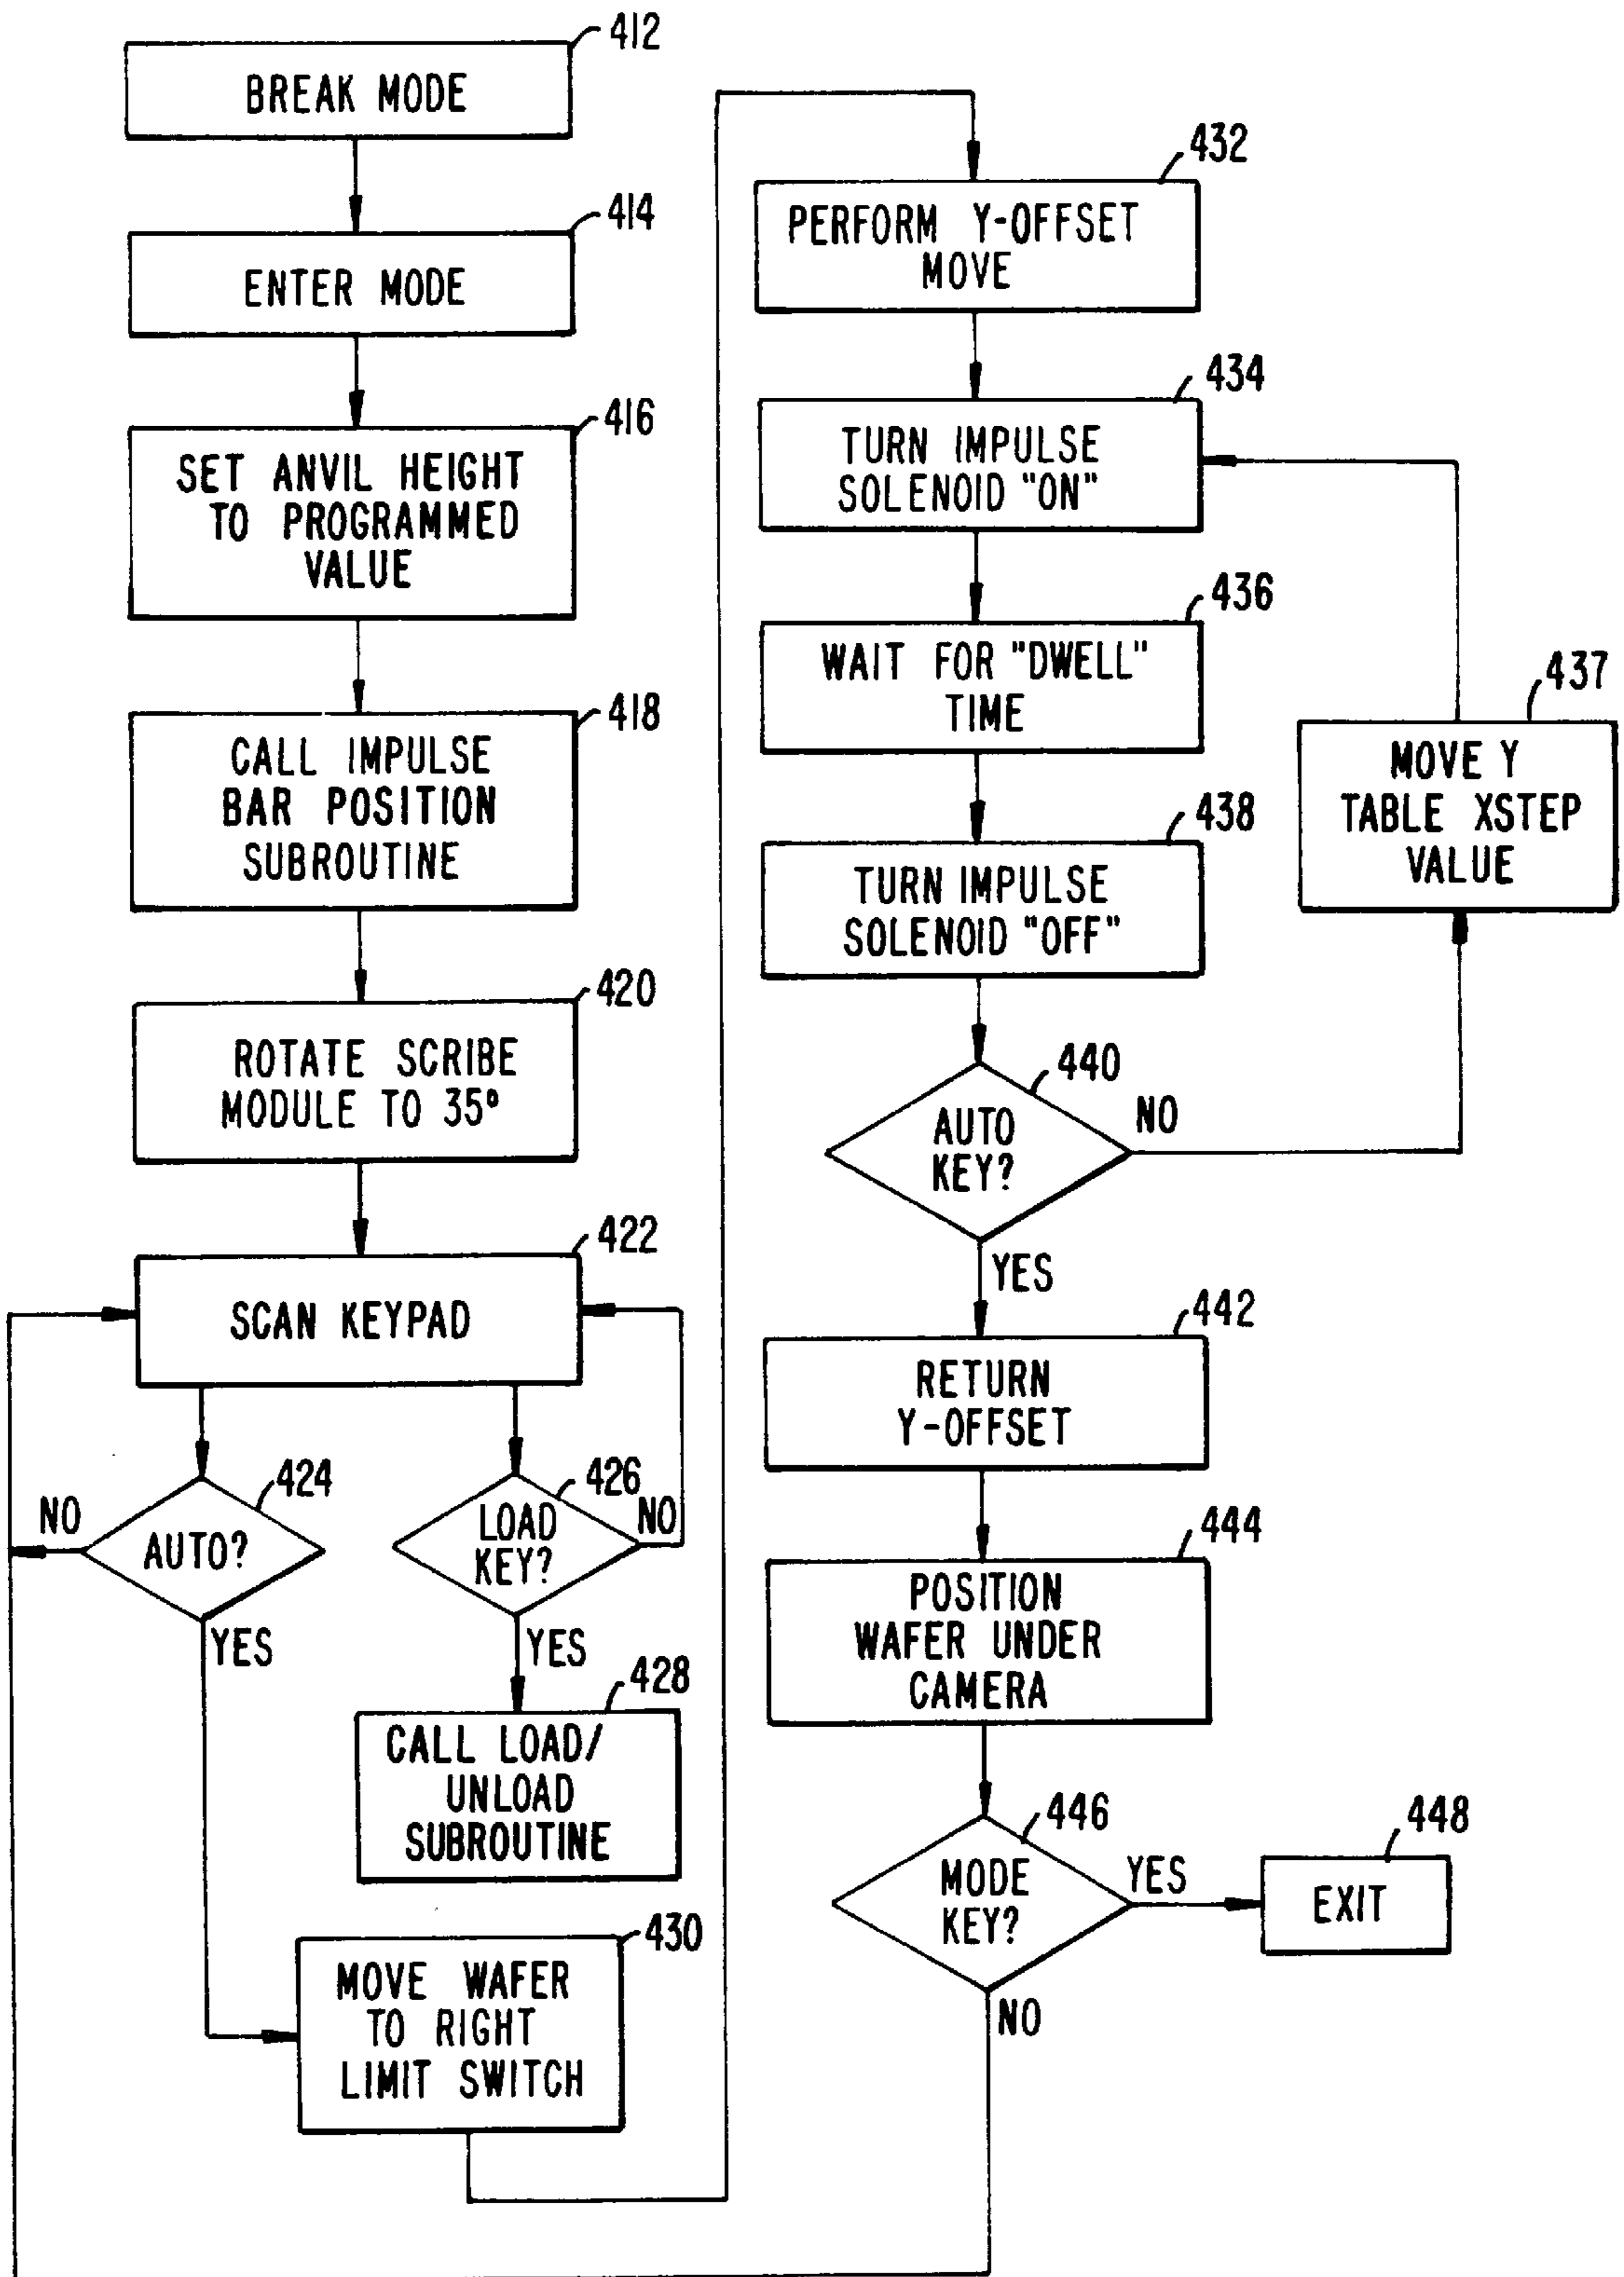 412
BREAK MODE
414
ENTER MODE
416
SET ANVIL HEIGHT
TO PROGRAMMED
VALUE
418
CALL IMPULSE
BAR POSITION
SUBROUTINE
420
ROTATE SCRIBE
MODULE TO 35°
422
SCAN KEYPAD
424
AUTO?
NO
YES
426
LOAD
KEY?
NO
YES
428
CALL LOAD/
UNLOAD
SUBROUTINE
430
MOVE WAFER
TO RIGHT
LIMIT SWITCH
432
PERFORM Y-OFFSET
MOVE
434
TURN IMPULSE
SOLENOID "ON"
436
WAIT FOR "DWELL"
TIME
437
MOVE Y
TABLE XSTEP
VALUE
438
TURN IMPULSE
SOLENOID "OFF"
440
AUTO
KEY?
NO
YES
442
RETURN
Y-OFFSET
444
POSITION
WAFER UNDER
CAMERA
446
MODE
KEY?
YES
NO
448
EXIT